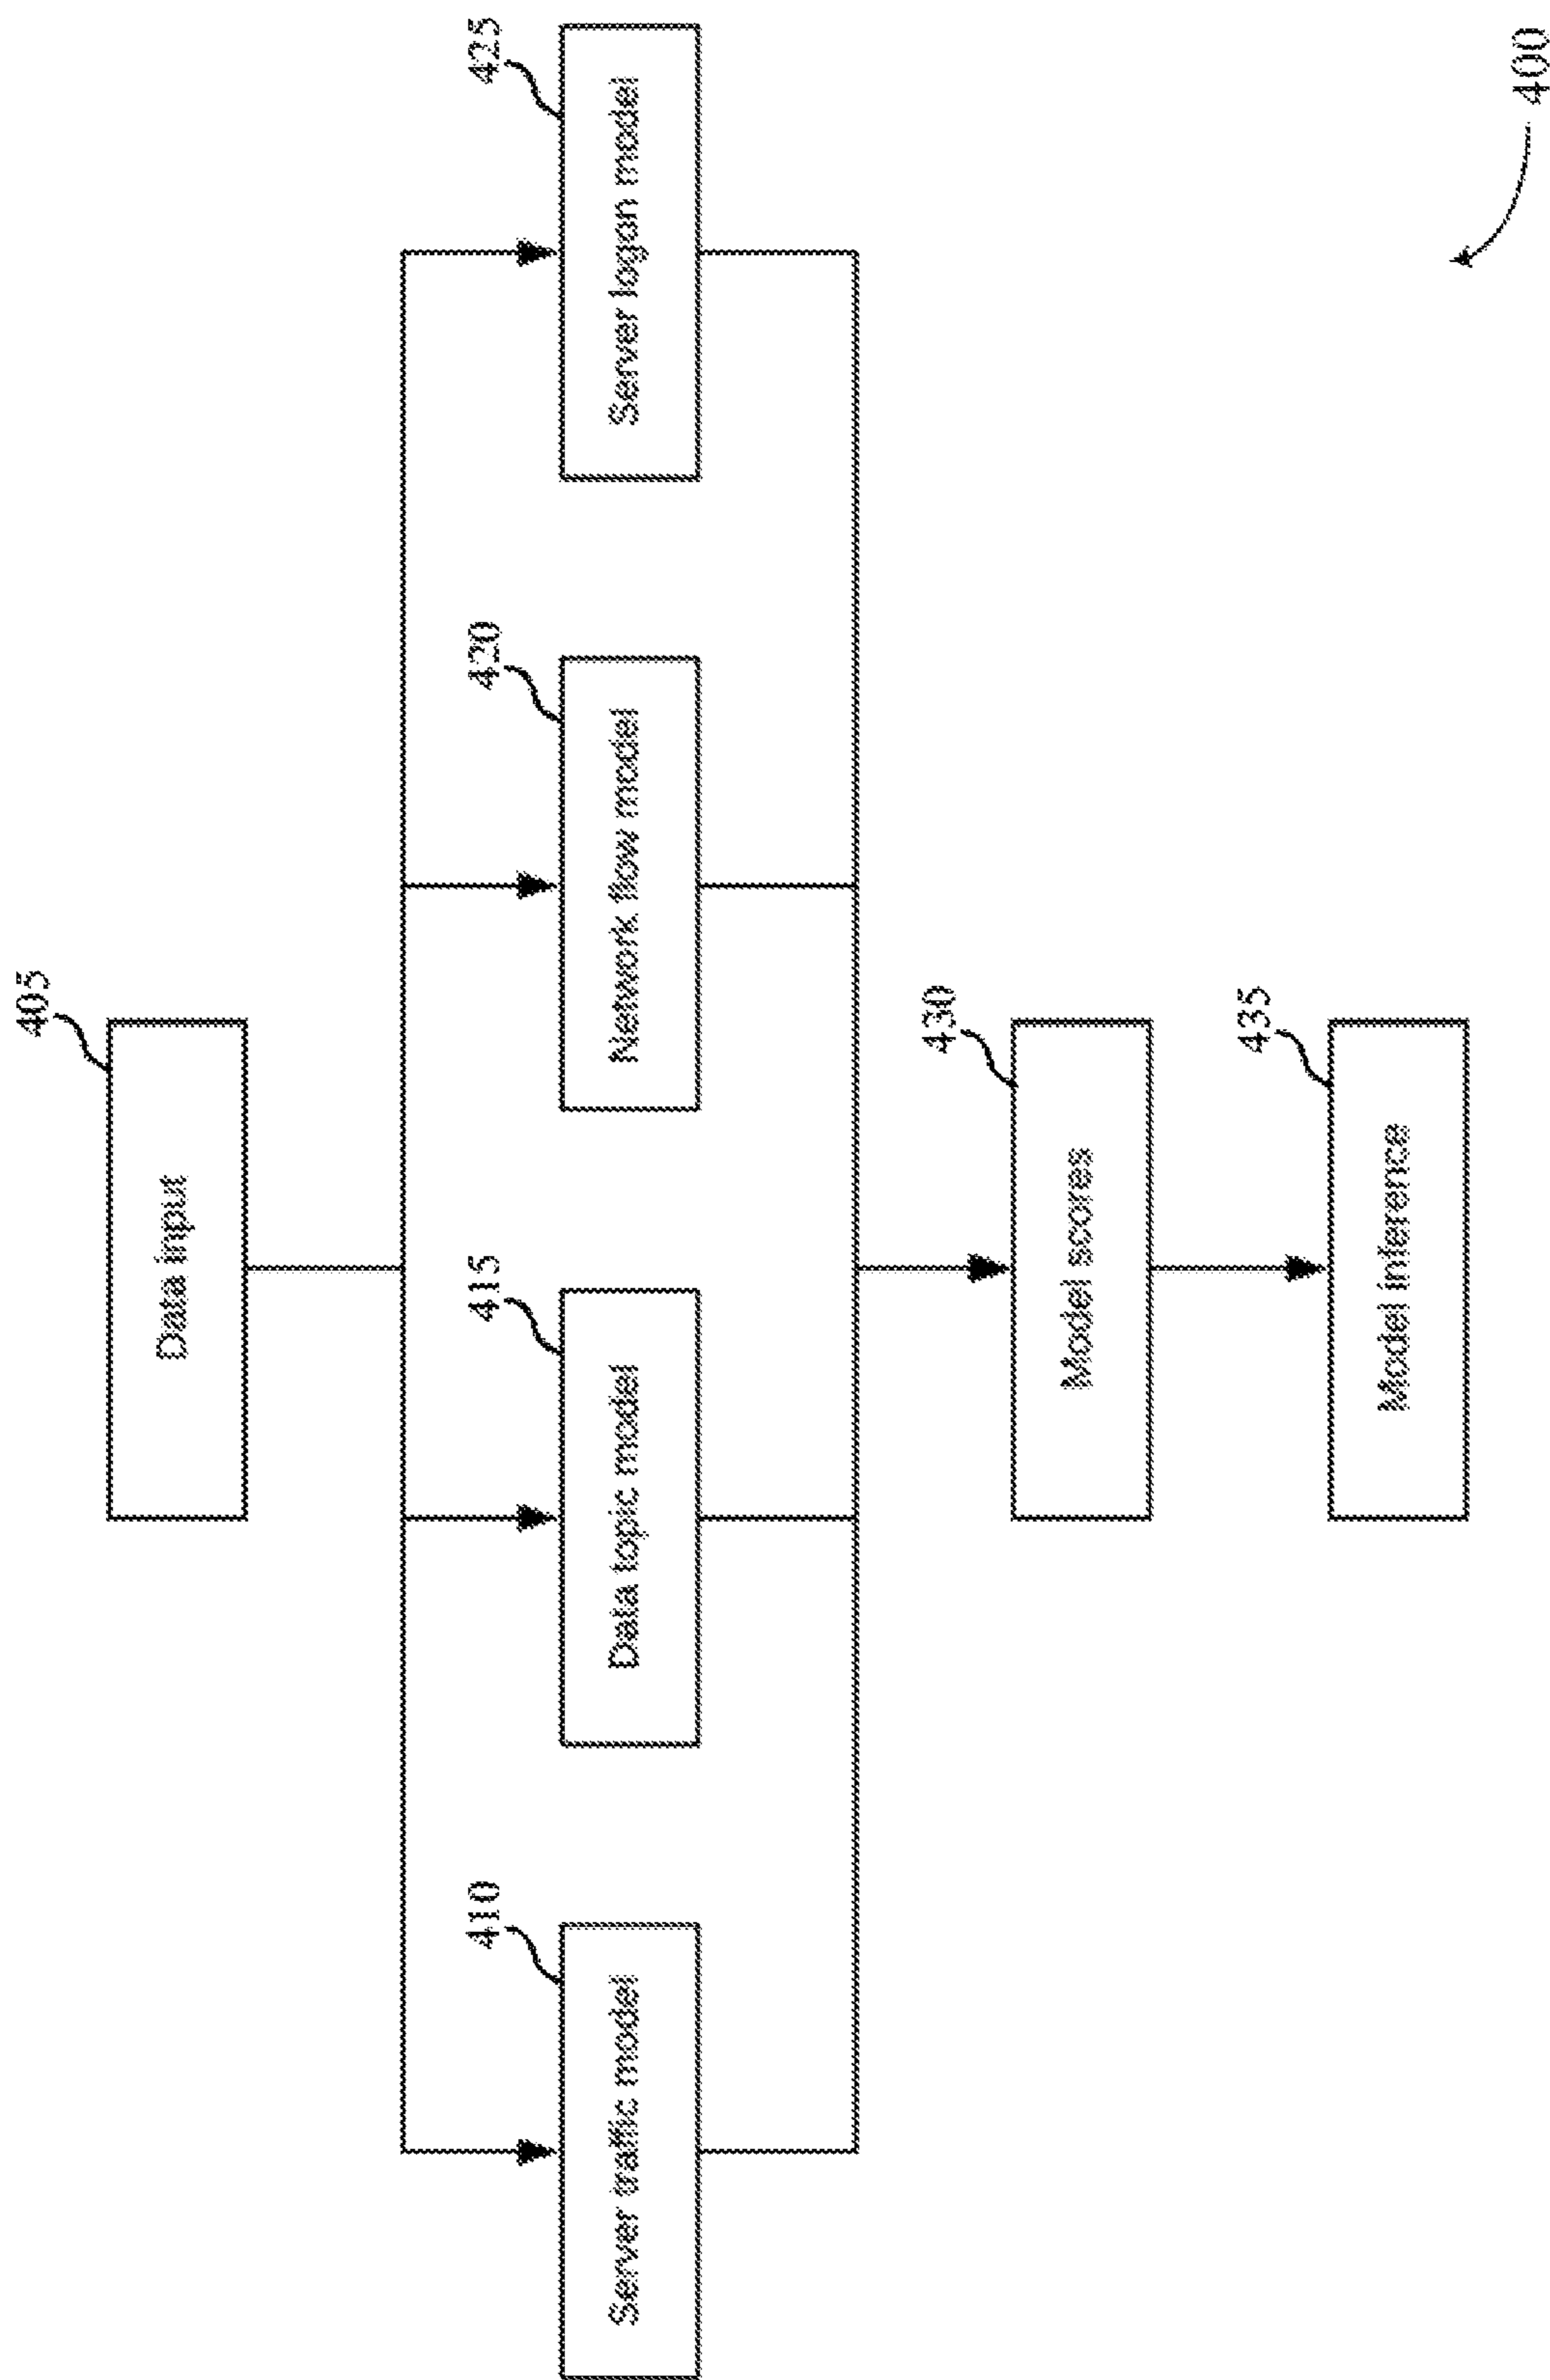 405
Data input
410
Server traffic model
415
Data topic model
420
Network flow model
425
Server logon model
430
Model scores
435
Model inference
400